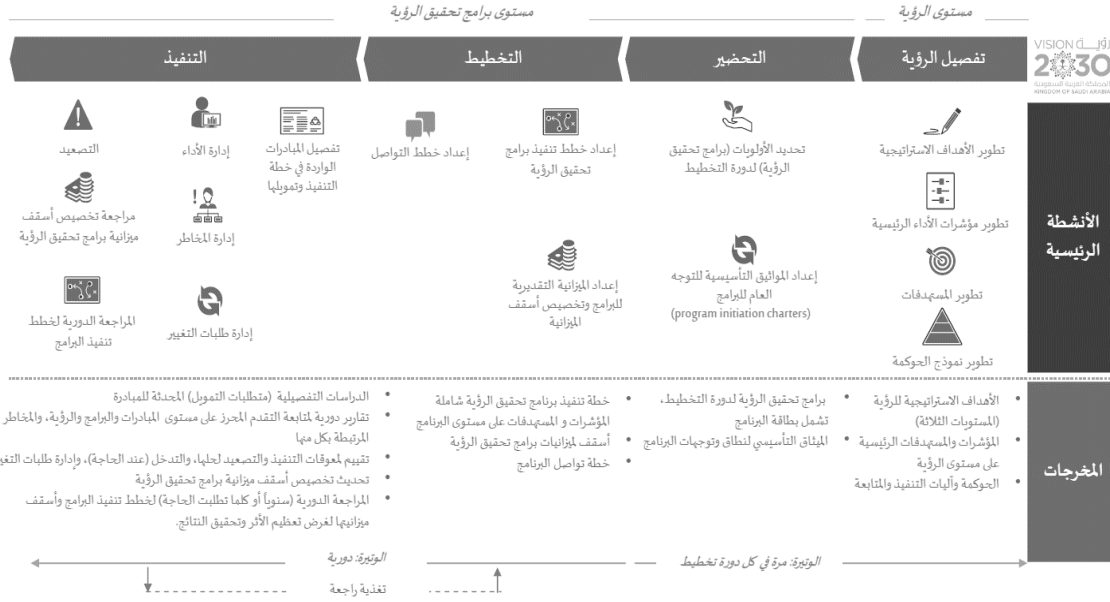 مستوى الرؤية
مستوى برامج تحقيق الرؤية
رؤيـــة VISION
2030
المملكة العربية السعودية
KINGDOM OF SAUDI ARABIA
تفصيل الرؤية
التحضير
التخطيط
التنفيذ
الأنشطة
الرئيسية
تطوير الأهداف الاستراتيجية
تطوير مؤشرات الأداء الرئيسية
تطوير المستهدفات
تطوير نموذج الحوكمة
تحديد الأولويات (برامج تحقيق
الرؤية) لدورة التخطيط
إعداد المواثيق التأسيسية للتوجه
العام للبرامج
(program initiation charters)
إعداد خطط تنفيذ برامج
تحقيق الرؤية
إعداد خطط التواصل
إعداد الميزانية التقديرية
للبرامج وتخصيص أسقف
الميزانية
تفصيل المبادرات
الواردة في خطة
التنفيذ وتمويلها
إدارة الأداء
إدارة المخاطر
إدارة طلبات التغيير
التصعيد
مراجعة تخصيص أسقف
ميزانية برامج تحقيق الرؤية
المراجعة الدورية لخطط
تنفيذ البرامج
المخرجات
• الأهداف الاستراتيجية للرؤية
(المستويات الثلاثة)
• المؤشرات والمستهدفات الرئيسية
على مستوى الرؤية
• الحوكمة وآليات التنفيذ والمتابعة
• برامج تحقيق الرؤية لدورة التخطيط،
تشمل بطاقة البرنامج
• الميثاق التأسيسي لنطاق وتوجهات البرنامج
• خطة تنفيذ برنامج تحقيق الرؤية شاملة
المؤشرات و المستهدفات على مستوى البرنامج
• أسقف لميزانيات برامج تحقيق الرؤية
• خطة تواصل البرنامج
• الدراسات التفصيلية (متطلبات التمويل) المحدثة للمبادرة
• تقارير دورية لمتابعة التقدم المحرز على مستوى المبادرات والبرامج والرؤية، والمخاطر
المرتبطة بكل منها
• تقييم لمعوقات التنفيذ والتصعيد لحلها، والتدخل (عند الحاجة)، وإدارة طلبات
• تحديث تخصيص أسقف ميزانية برامج تحقيق الرؤية
• المراجعة الدورية (سنوياً أو كلما تطلبت الحاجة) لخطط تنفيذ البرامج وأسقف
ميزانيتها لغرض تعظيم الأثر وتحقيق النتائج.
الوتيرة: مرة في كل دورة تخطيط
الوتيرة: دورية
تغذية راجعة